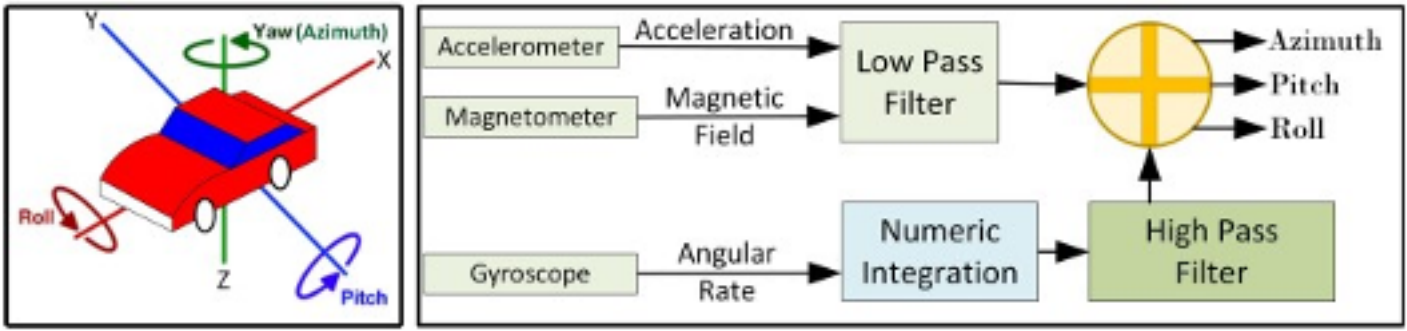 Y
Yaw (Azimuth)
X
Roll
Z
Pitch
Accelerometer
Acceleration
Magnetometer
Magnetic
Field
Low Pass
Filter
Azimuth
Pitch
Roll
Gyroscope
Angular
Rate
Numeric
Integration
High Pass
Filter